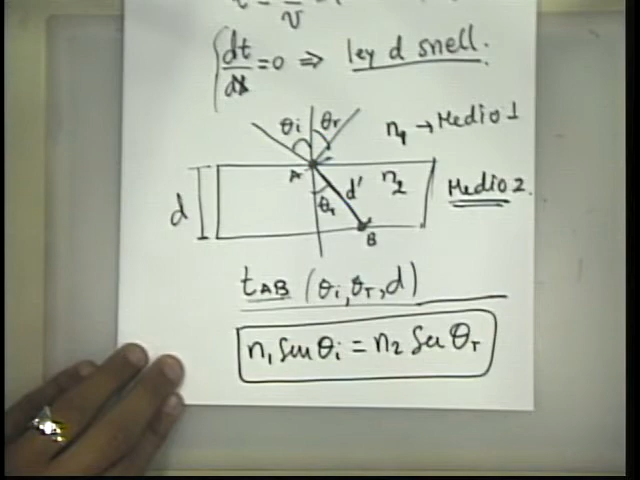 v
dt/dx = 0 ⇒ ley d snell.
θi θr n1 → Medio 1
A n2 Medio 2.
d θt d'
B
tAB (θi, θT, d)
n1 sen θi = n2 sen θT